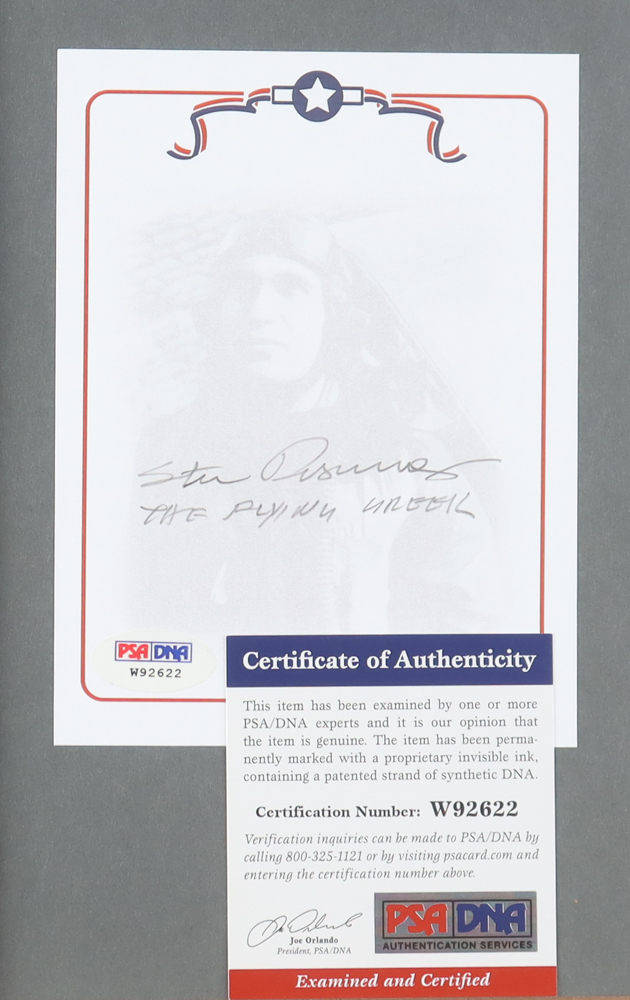 Steve Pisanos
THE FLYING GREEK
PSA DNA
W92622
Certificate of Authenticity
This item has been examined by one or more
PSA/DNA experts and it is our opinion that
the item is genuine. The item has been perma-
nently marked with a proprietary invisible ink,
containing a patented strand of synthetic DNA.
Certification Number: W92622
Verification inquiries can be made to PSA/DNA by
calling 800-325-1121 or by visiting psacard.com and
entering the certification number above.
Joe Orlando
President, PSA/DNA
PSA DNA
AUTHENTICATION SERVICES
Examined and Certified